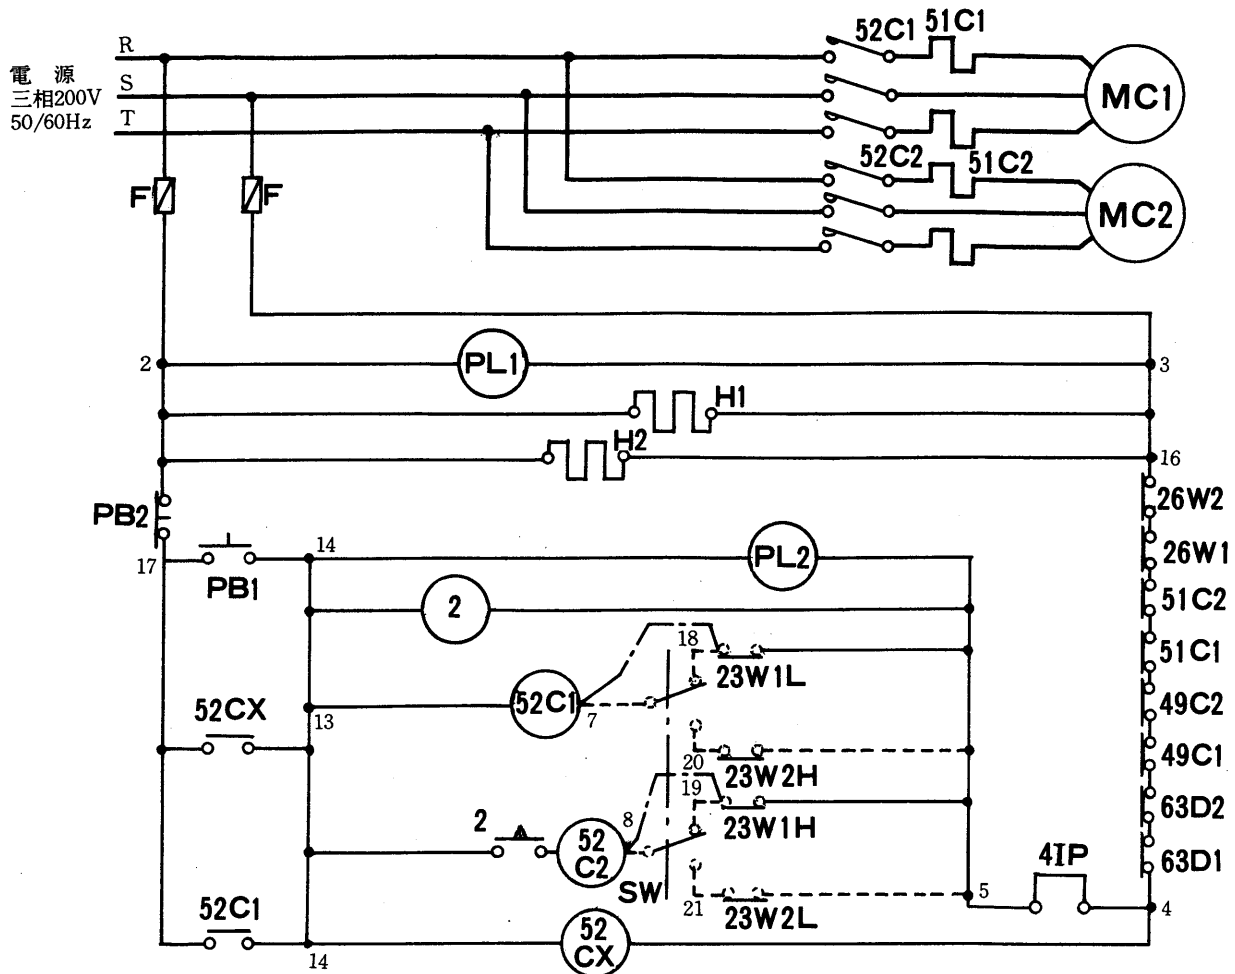 52C1
51C1
R
電源
三相200V
50/60Hz
S
T
MC1
52C2
51C2
F
F
MC2
2
PL1
3
H1
H2
16
PB2
26W2
17
PB1
14
PL2
26W1
2
51C2
18
23W1L
51C1
52CX
13
52C1
7
49C2
20
23W2H
49C1
19
2
8
52
C2
23W1H
63D2
SW
4IP
63D1
52C1
21
23W2L
5
4
14
52
CX